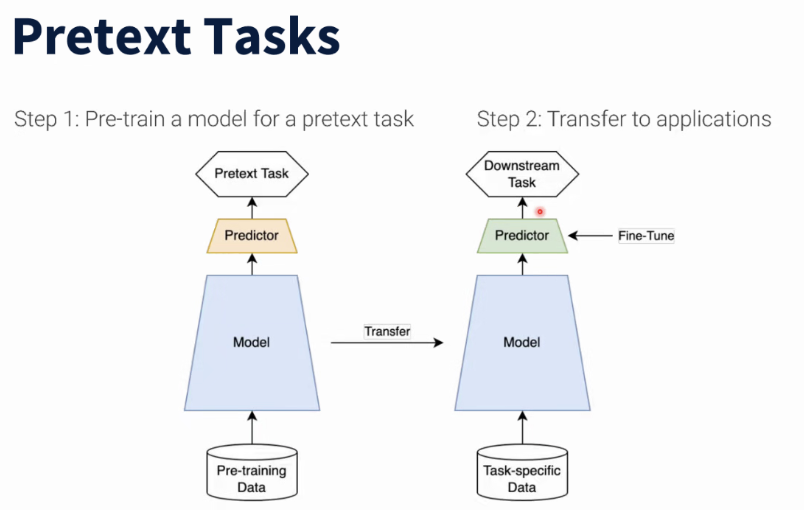 Pretext Tasks
Step 1: Pre-train a model for a pretext task
Pretext Task
Predictor
Model
Pre-training
Data
Transfer
Step 2: Transfer to applications
Downstream
Task
Predictor
Fine-Tune
Model
Task-specific
Data